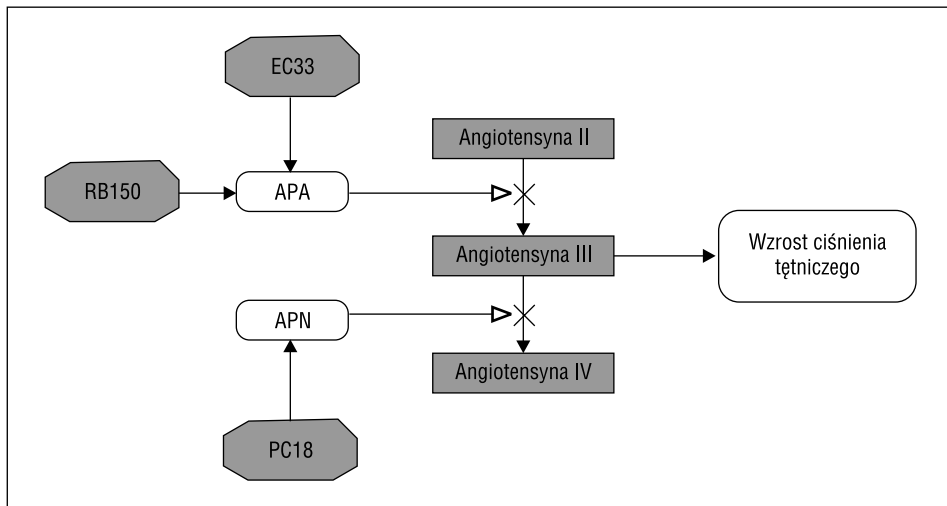 EC33
Angiotensyna II
RB150
APA
Angiotensyna III
Wzrost ciśnienia
tętniczego
APN
Angiotensyna IV
PC18